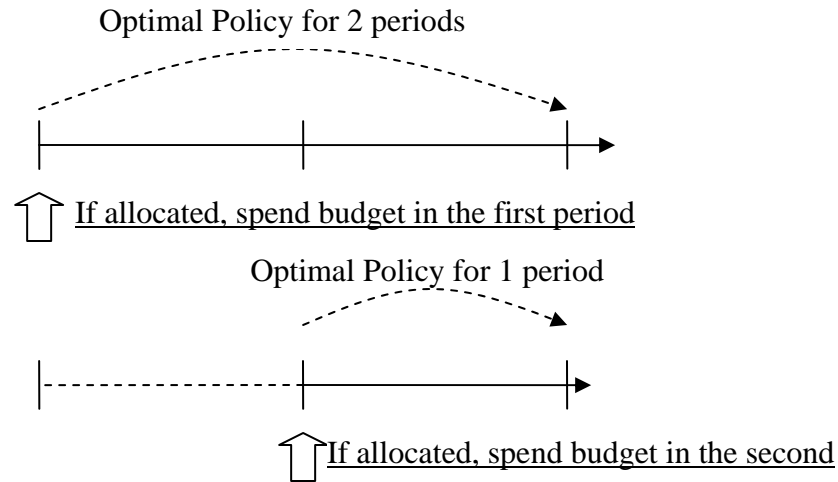 Optimal Policy for 2 periods
If allocated, spend budget in the first period
Optimal Policy for 1 period
If allocated, spend budget in the second